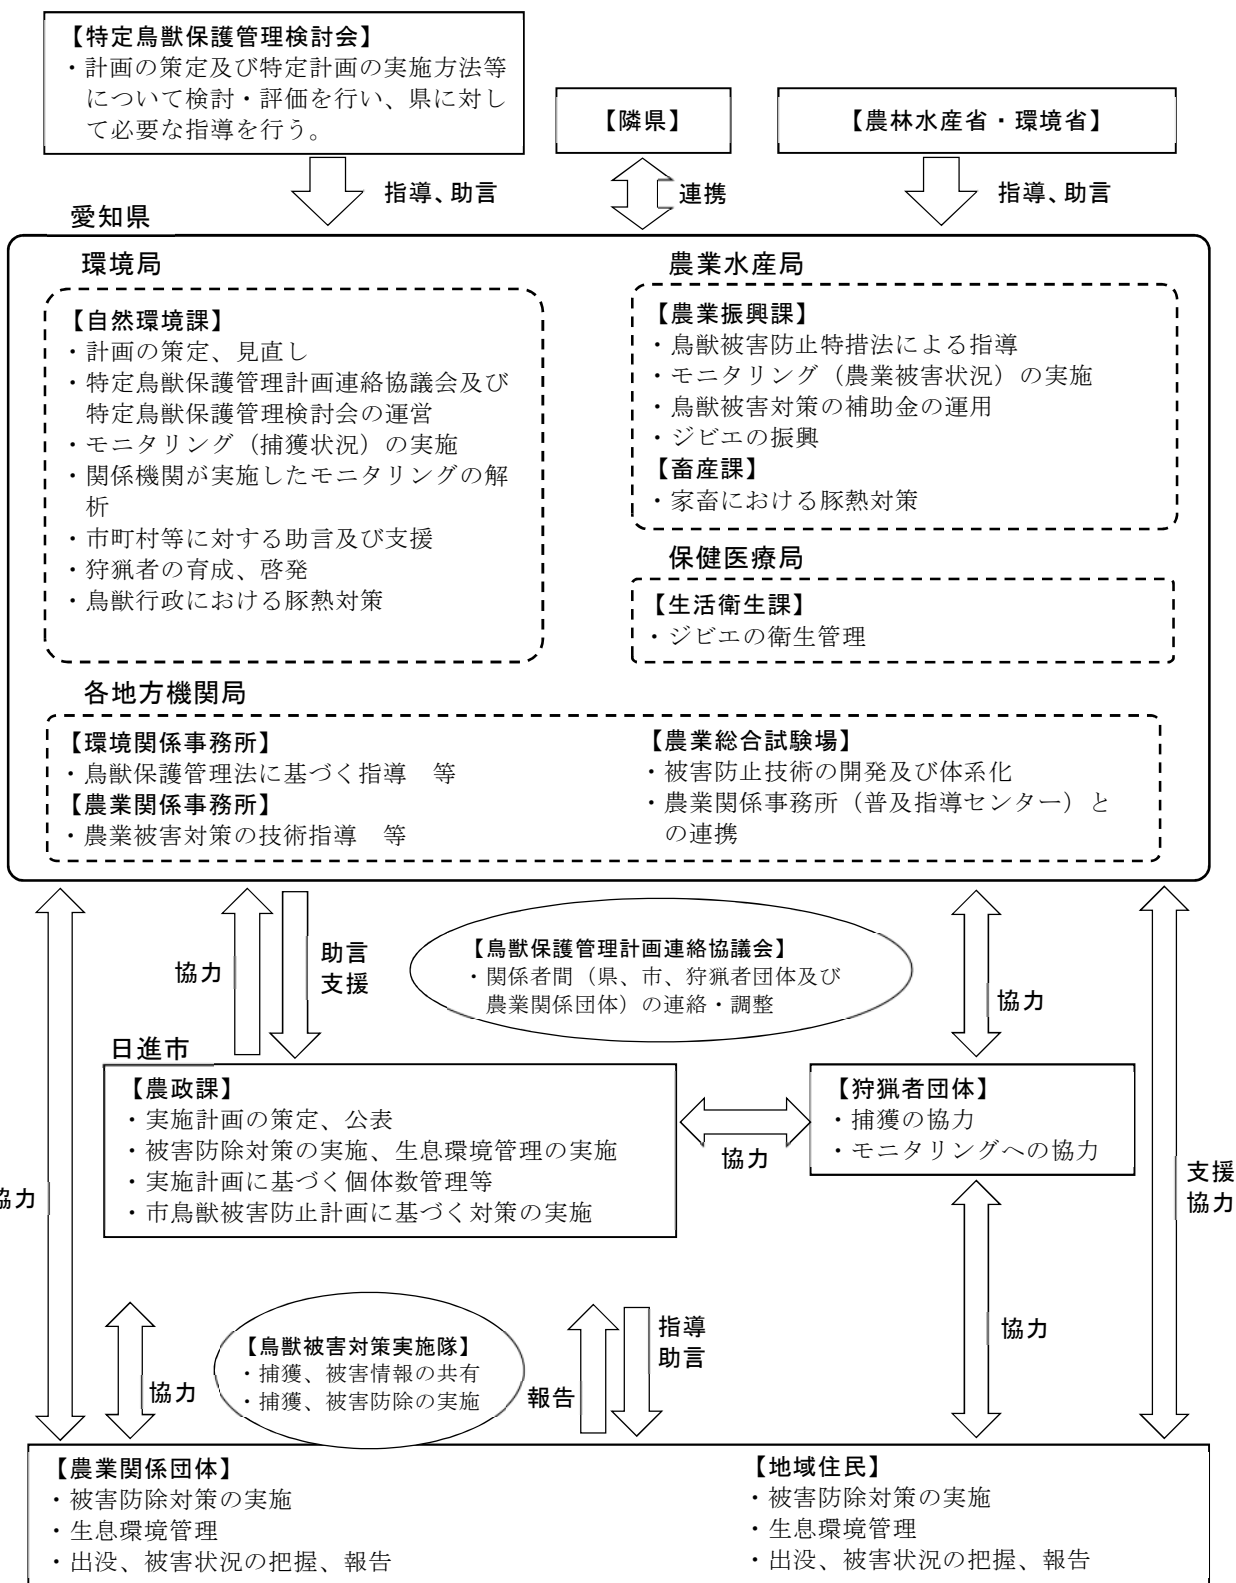 【特定鳥獣保護管理検討会】
・計画の策定及び特定計画の実施方法等
について検討・評価を行い、県に対し
て必要な指導を行う。
【隣県】
【農林水産省・環境省】
指導、助言
連携
指導、助言
愛知県
環境局
【自然環境課】
・計画の策定、見直し
・特定鳥獣保護管理計画連絡協議会及び
特定鳥獣保護管理検討会の運営
・モニタリング（捕獲状況）の実施
・関係機関が実施したモニタリングの解
析
・市町村等に対する助言及び支援
・狩猟者の育成、啓発
・鳥獣行政における豚熱対策
農業水産局
【農業振興課】
・鳥獣被害防止特措法による指導
・モニタリング（農業被害状況）の実施
・鳥獣被害対策の補助金の運用
・ジビエの振興
【畜産課】
・家畜における豚熱対策
保健医療局
【生活衛生課】
・ジビエの衛生管理
各地方機関局
【環境関係事務所】
・鳥獣保護管理法に基づく指導　等
【農業関係事務所】
・農業被害対策の技術指導　等
【農業総合試験場】
・被害防止技術の開発及び体系化
・農業関係事務所（普及指導センター）と
の連携
協力
助言
支援
【鳥獣保護管理計画連絡協議会】
・関係者間（県、市、狩猟者団体及び
農業関係団体）の連絡・調整
協力
日進市
【農政課】
・実施計画の策定、公表
・被害防除対策の実施、生息環境管理の実施
・実施計画に基づく個体数管理等
・市鳥獣被害防止計画に基づく対策の実施
協力
【狩猟者団体】
・捕獲の協力
・モニタリングへの協力
協力
支援
協力
協力
【鳥獣被害対策実施隊】
・捕獲、被害情報の共有
・捕獲、被害防除の実施
報告
指導
助言
協力
【農業関係団体】
・被害防除対策の実施
・生息環境管理
・出没、被害状況の把握、報告
【地域住民】
・被害防除対策の実施
・生息環境管理
・出没、被害状況の把握、報告